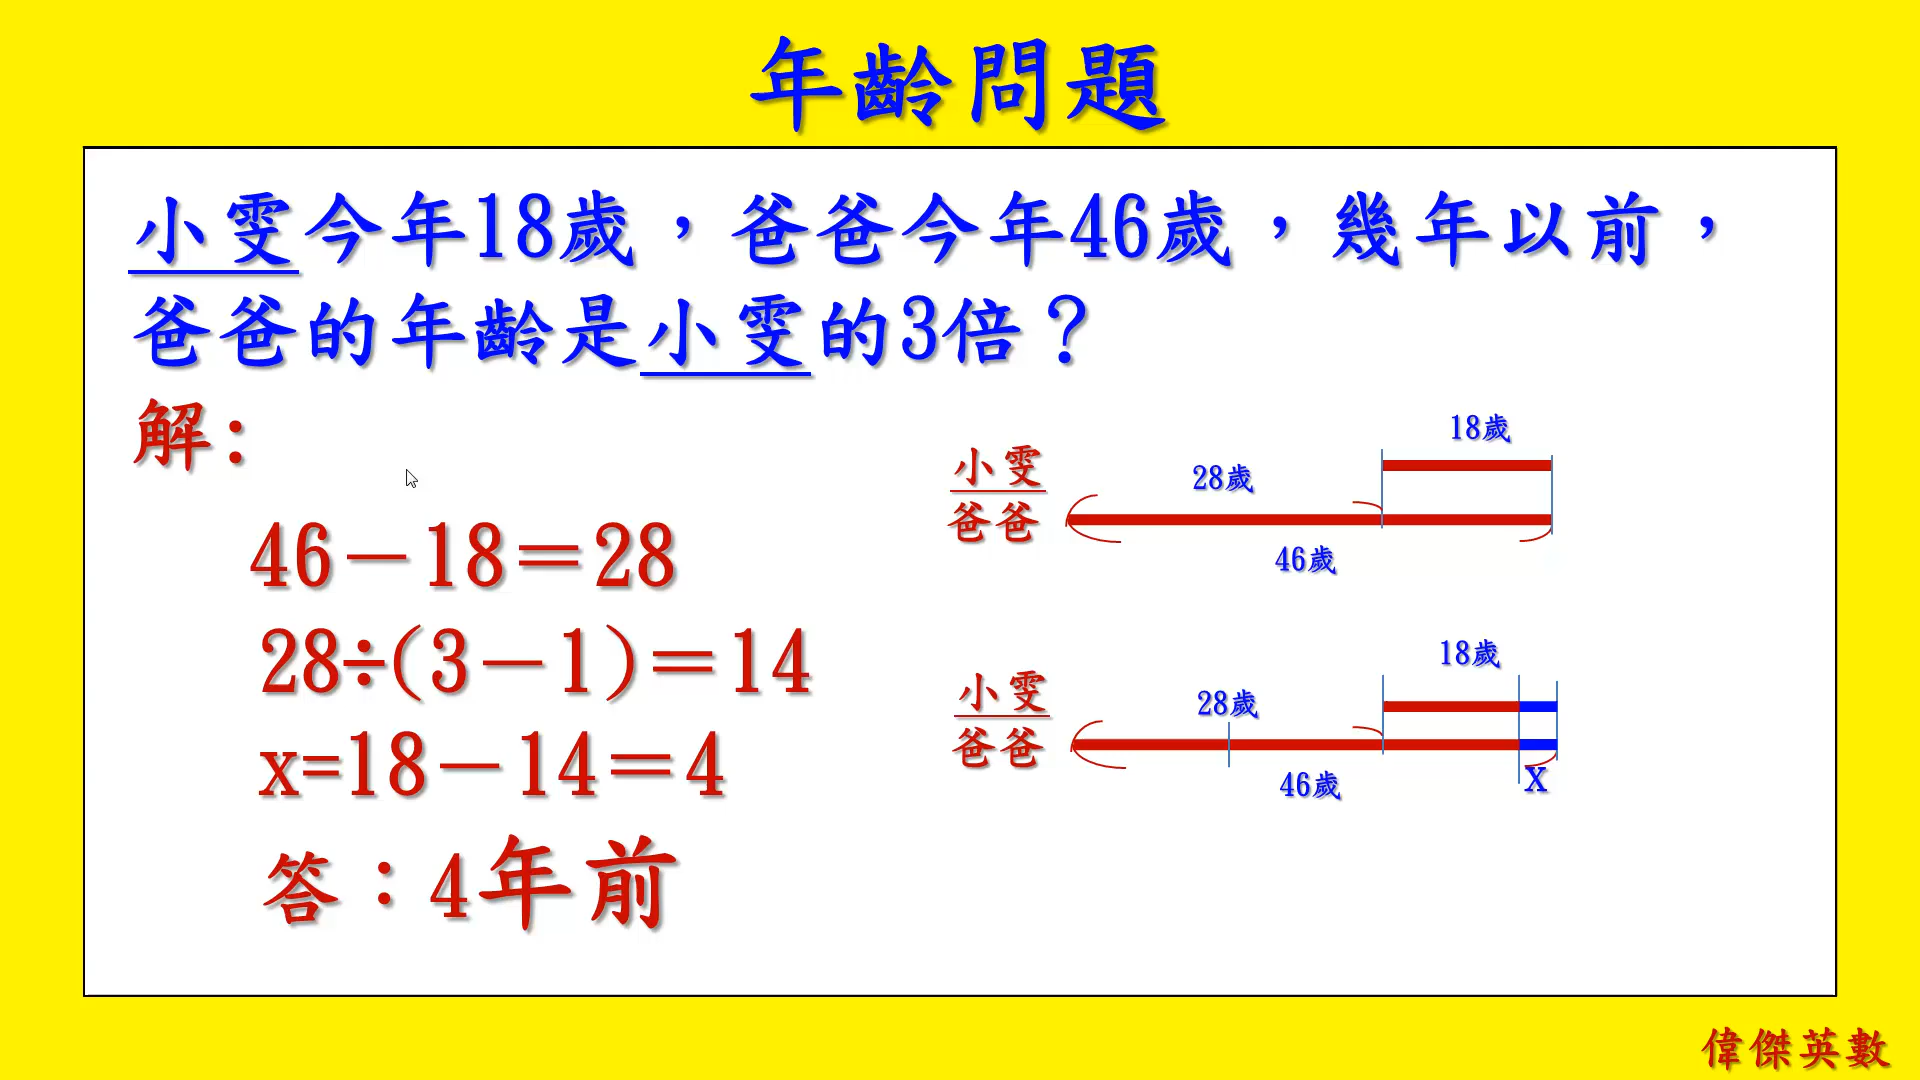 年齡問題
小雯今年18歲，爸爸今年46歲，幾年以前，
爸爸的年齡是小雯的3倍？
解：
46－18＝28
28÷(3－1)＝14
x=18－14＝4
答：4年前
18歲
小雯
28歲
爸爸
46歲
18歲
小雯
28歲
爸爸
46歲
x
偉傑英數